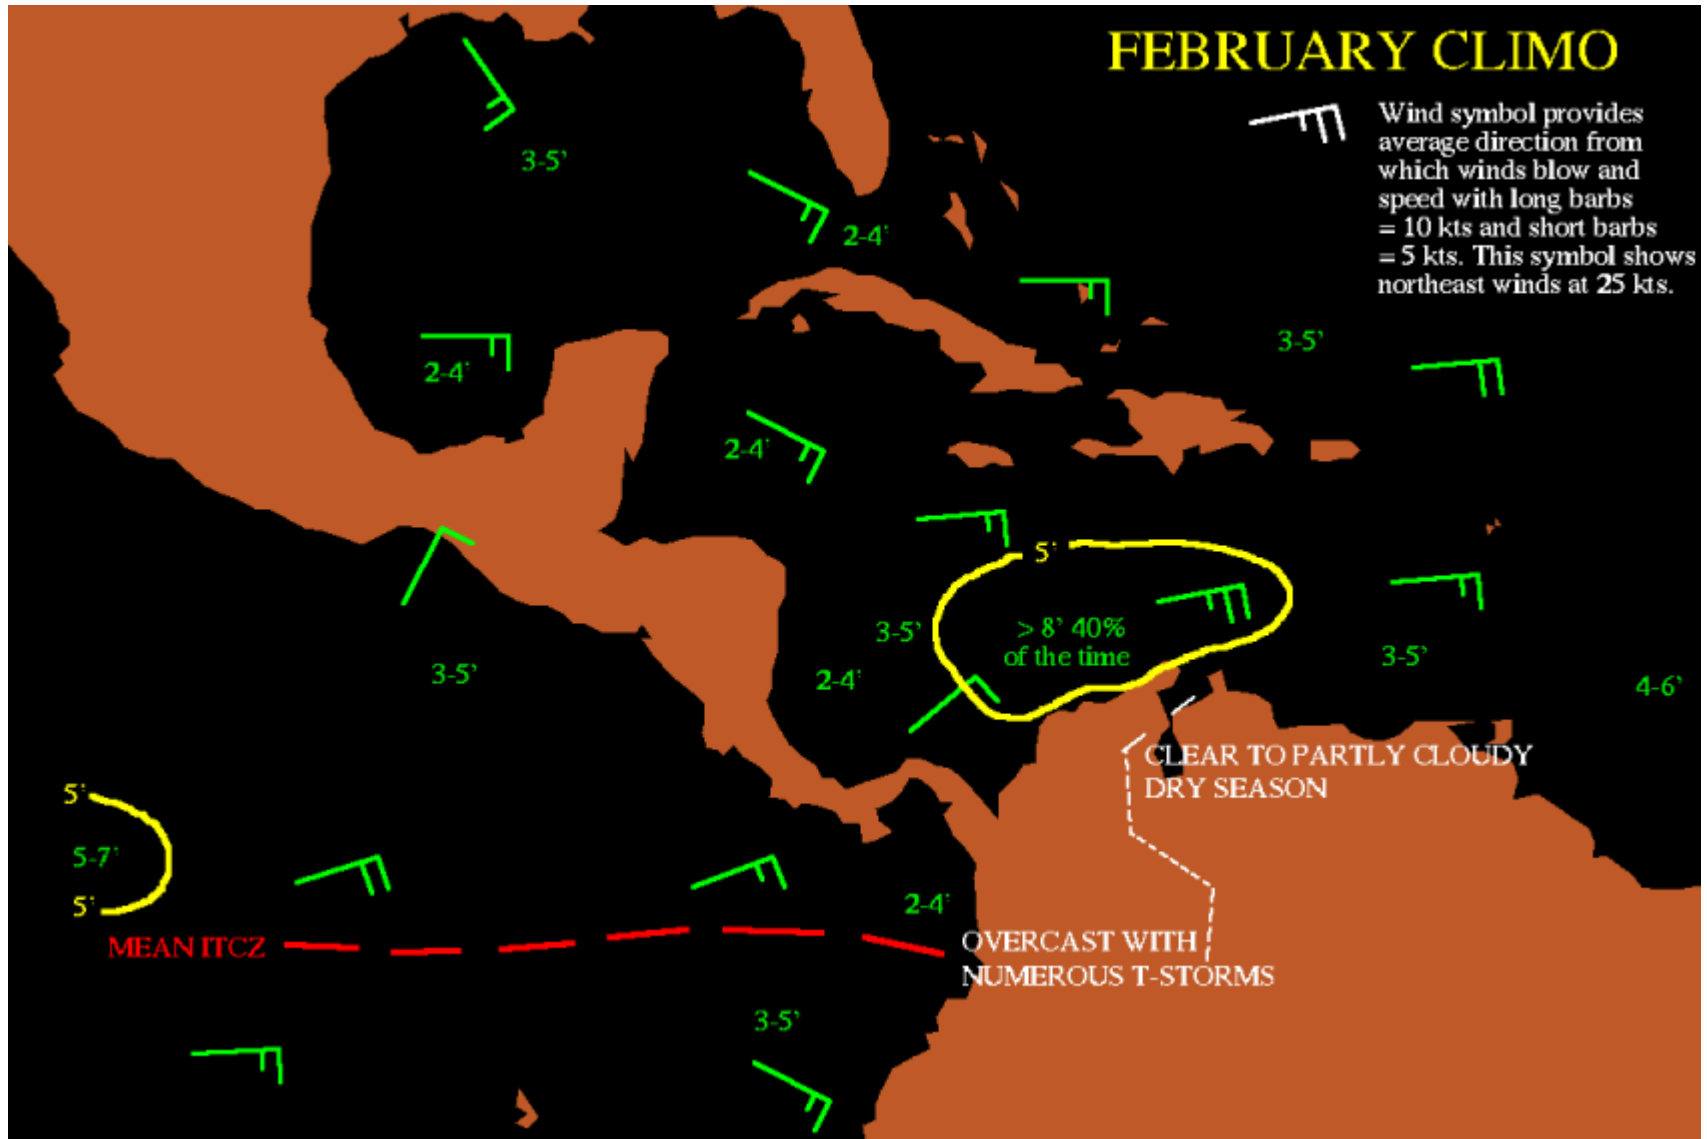 FEBRUARY CLIMO
Wind symbol provides
average direction from
which winds blow and
speed with long barbs
= 10 kts and short barbs
= 5 kts. This symbol shows
northeast winds at 25 kts.
3-5'
2-4'
3-5'
2-4'
2-4'
5'
3-5'
> 8' 40%
of the time
3-5'
3-5'
2-4'
4-6'
CLEAR TO PARTLY CLOUDY
DRY SEASON
5'
5-7'
5'
2-4'
MEAN ITCZ
OVERCAST WITH
NUMEROUS T-STORMS
3-5'